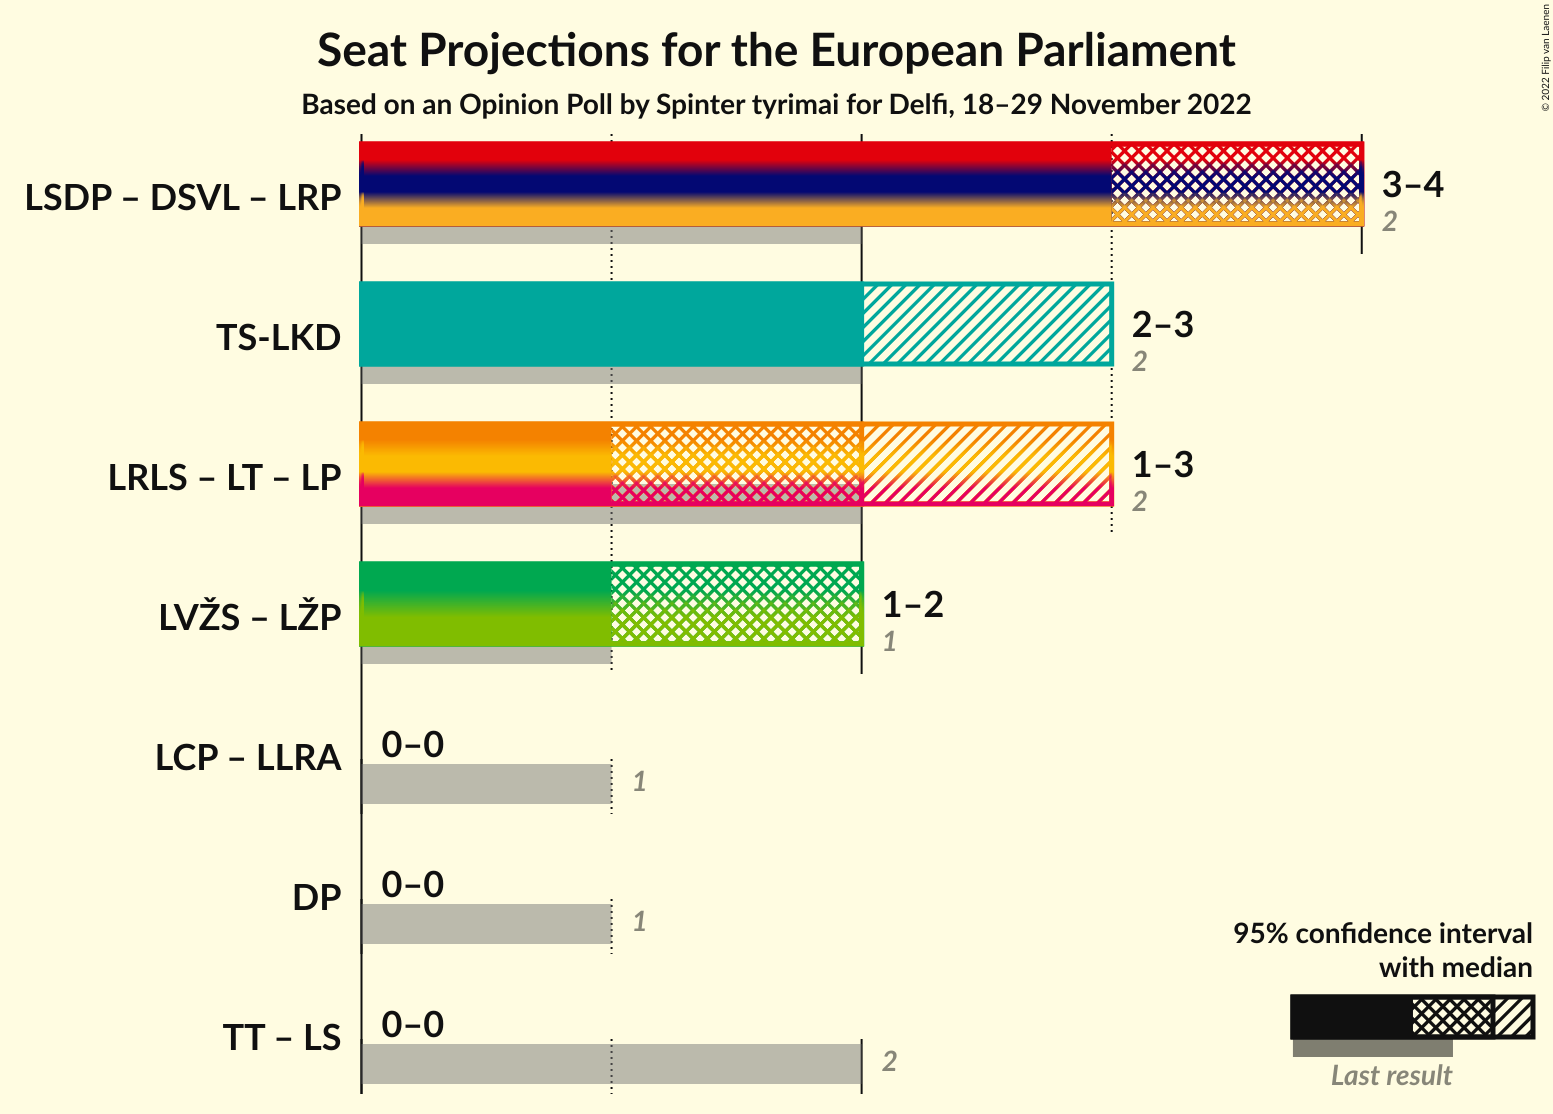 Seat Projections for the European Parliament
Based on an Opinion Poll by Spinter tyrimai for Delfi, 18–29 November 2022
© 2022 Filip van Laenen
LSDP – DSVL – LRP
3–4
2
TS-LKD
2–3
2
LRLS – LT – LP
1–3
2
LVŽS – LŽP
1–2
1
LCP – LLRA
0–0
1
DP
0–0
1
TT – LS
0–0
2
95% confidence interval
with median
Last result